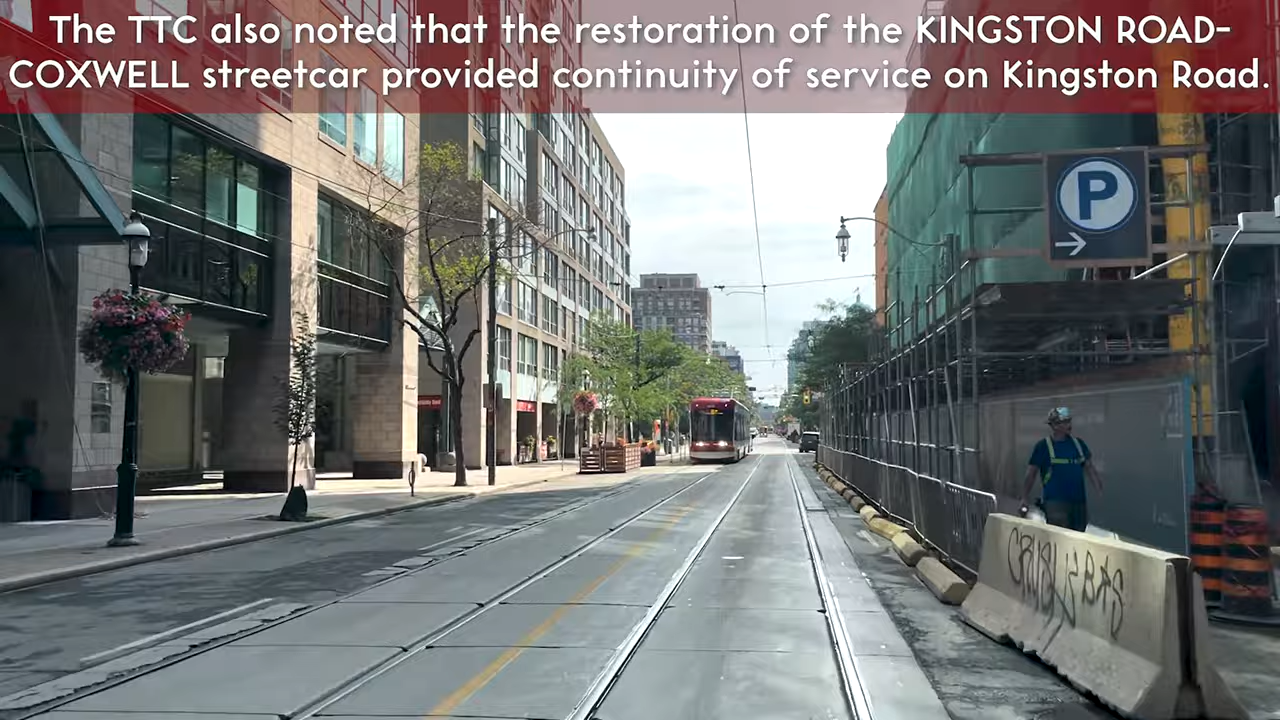 The TTC also noted that the restoration of the KINGSTON ROAD-
COXWELL streetcar provided continuity of service on Kingston Road.
P